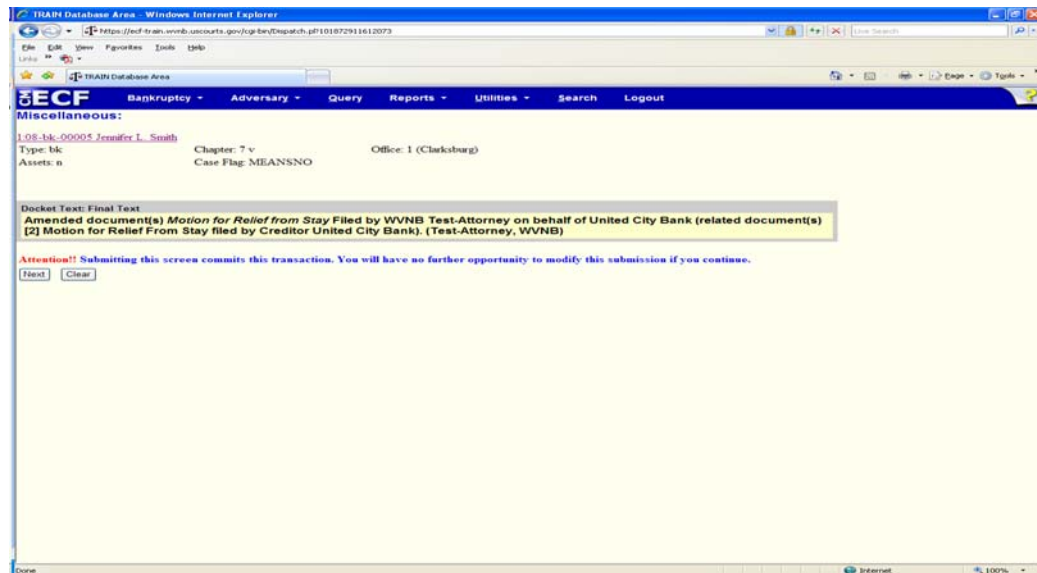 TRAIN Database Area - Windows Internet Explorer
https://ecf-train.wvnb.uscourts.gov/cgi-bin/Dispatch.pl?101872911612073
Live Search
File Edit View Favorites Tools Help
Links
TRAIN Database Area
Page Tools
ECF Bankruptcy Adversary Query Reports Utilities Search Logout
Miscellaneous:
1:08-bk-00005 Jennifer L. Smith
Type: bk Chapter: 7 v Office: 1 (Clarksburg)
Assets: n Case Flag: MEANSNO
Docket Text: Final Text
Amended document(s) Motion for Relief from Stay Filed by WVNB Test-Attorney on behalf of United City Bank (related document(s)
[2] Motion for Relief From Stay filed by Creditor United City Bank). (Test-Attorney, WVNB)
Attention!! Submitting this screen commits this transaction. You will have no further opportunity to modify this submission if you continue.
Next Clear
Done Internet 100%